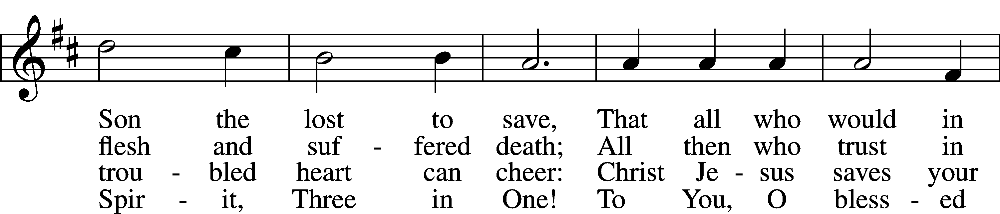 Son the lost to save, That all who would in
flesh and suf - fered death; All then who trust in
trou - bled heart can cheer: Christ Je - sus saves your
Spir - it, Three in One! To You, O bless - ed